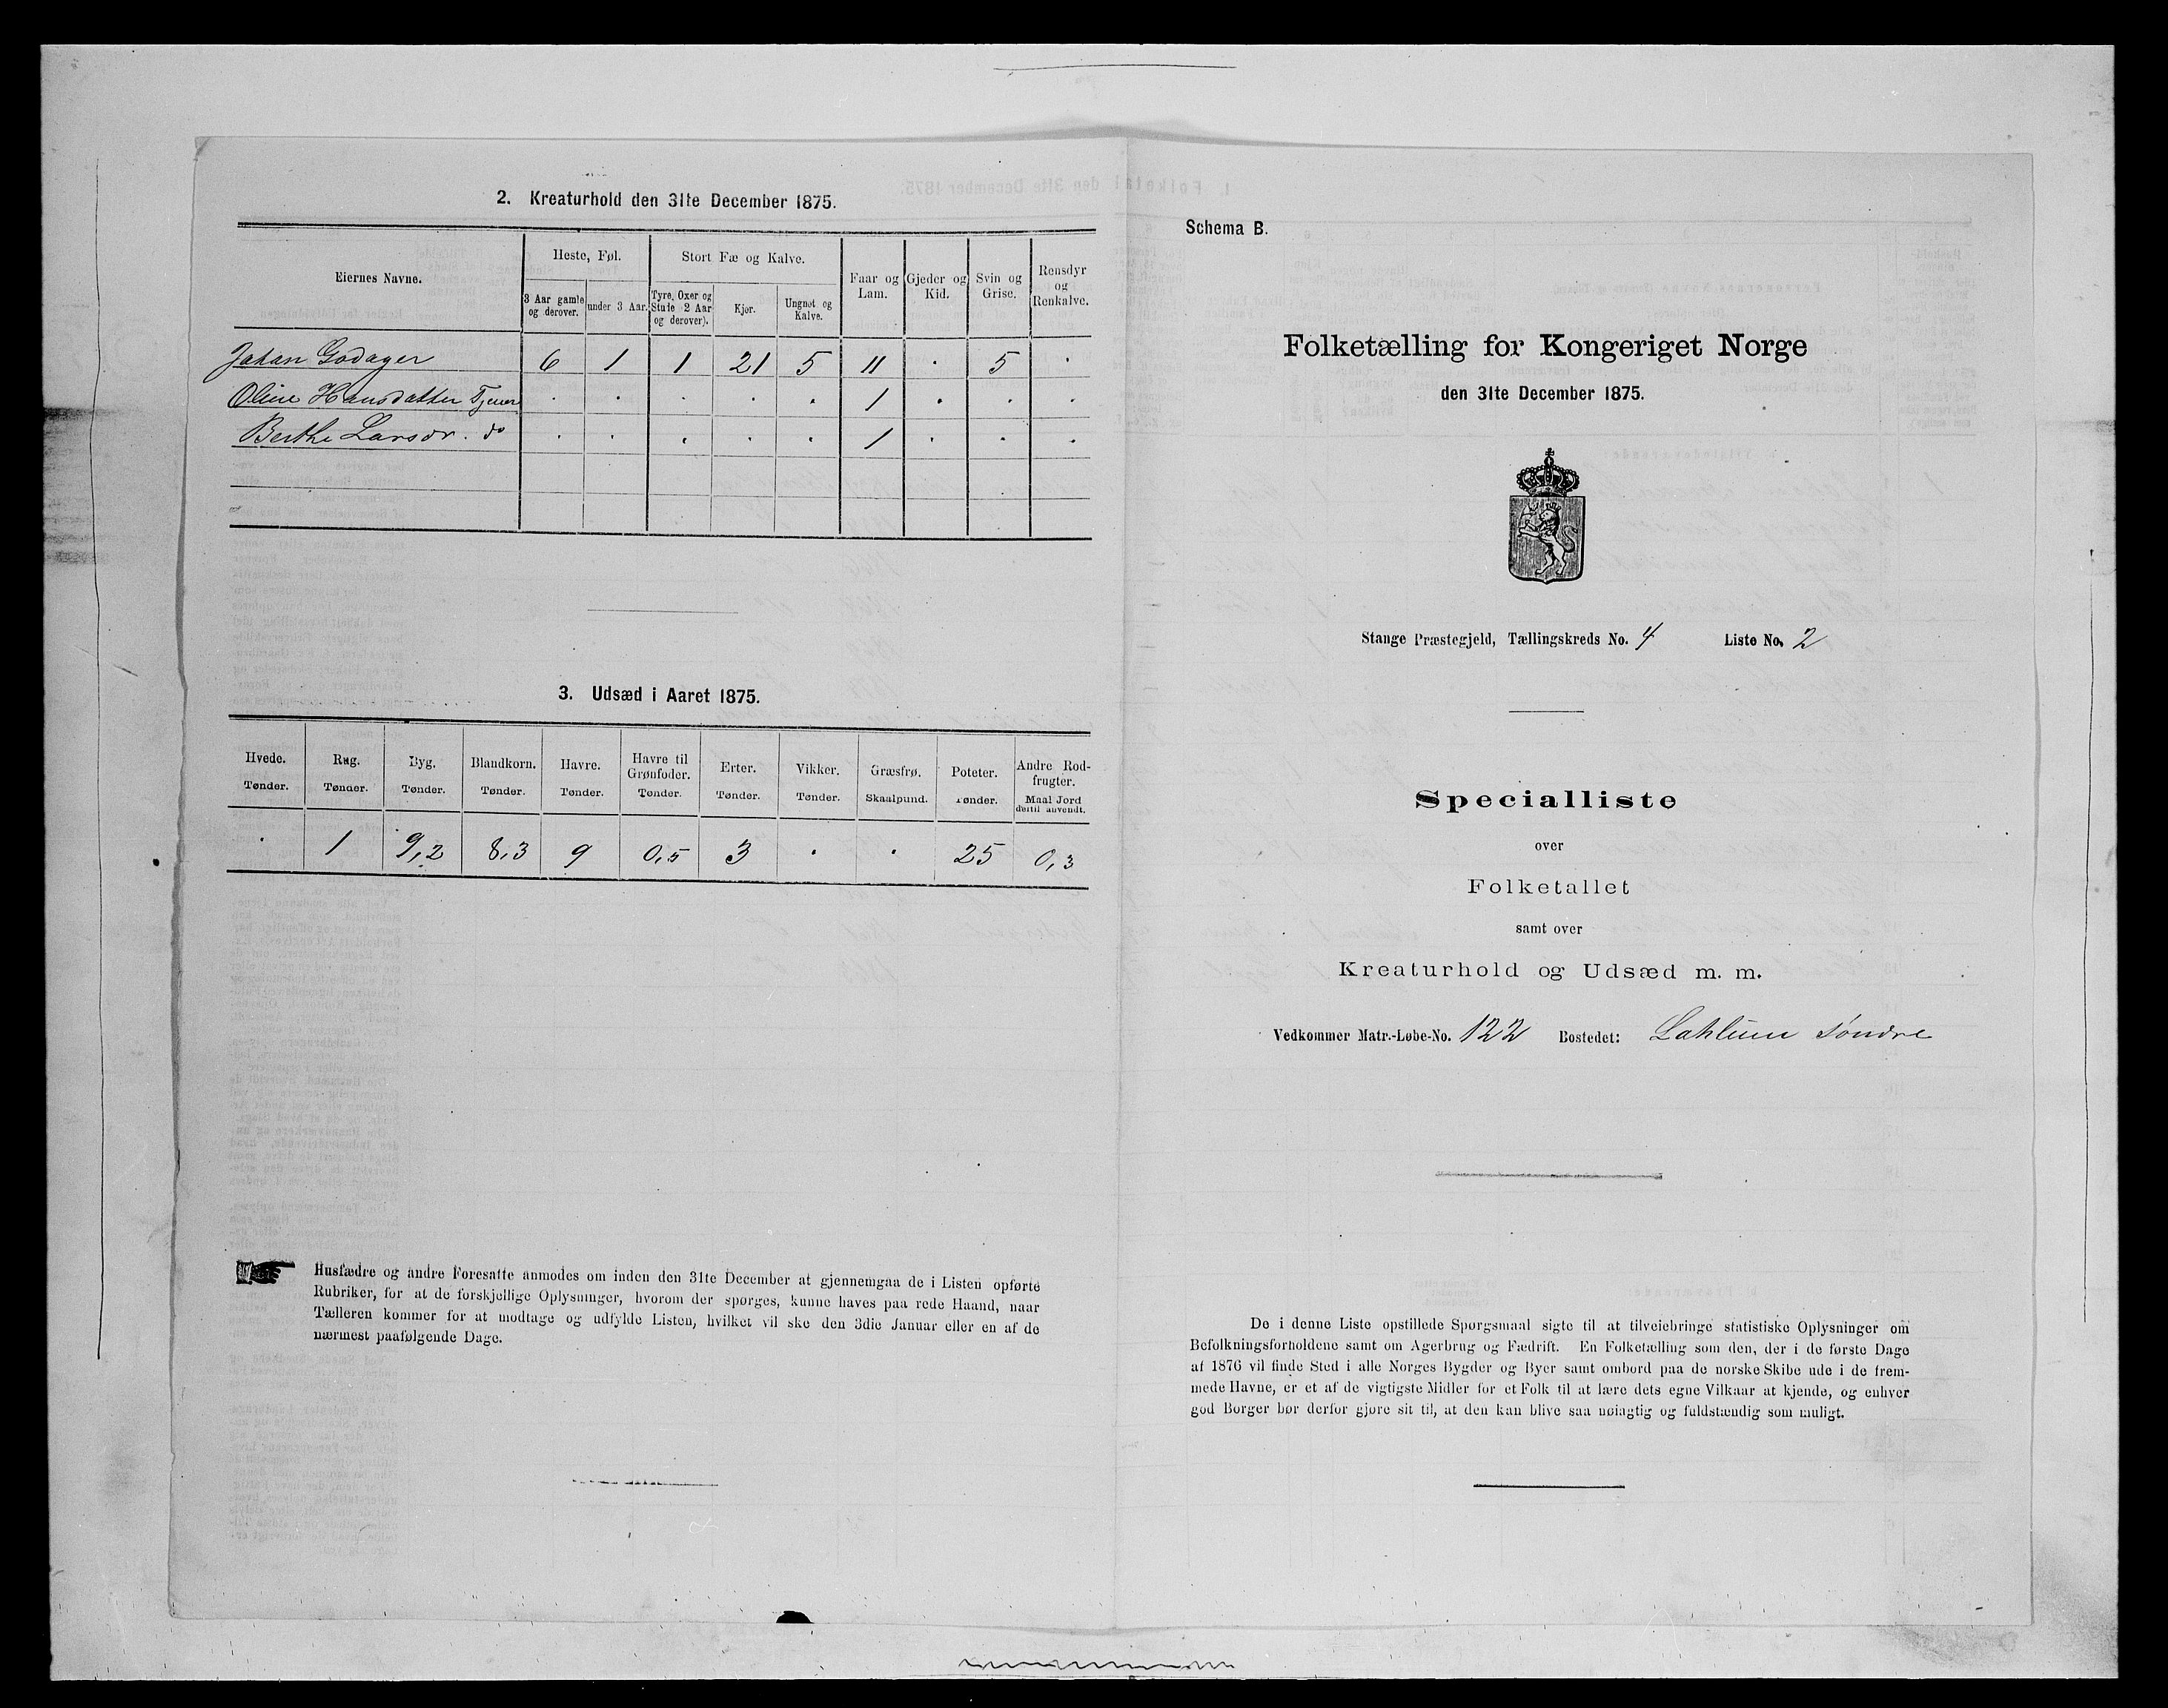 2. Kreaturhold den 31te December 1875.
Eiernes Navne.
Heste, Føl.
Stort Fæ og Kalve.
Faar og Lam.
Gjeder og Kid.
Svin og Grise.
Rensdyr og Renkalve.
3 Aar gamle og derover.
under 3 Aar.
Tyre, Oxer og Stude (2 Aar og derover).
Kjør.
Ungnøt og Kalve.
Johan Godager 6 1 1 21 5 11 . 5 .
Oline Hansdatter Tjener . . . . . 1 . . .
Berthe Larsdr. do . . . . . 1 . . .
3. Udsæd i Aaret 1875.
Hvede. Rug. Byg. Blandkorn. Havre. Havre til Grønfoder. Erter. Vikker. Græsfrø. Poteter. Andre Rodfrugter.
Tønder. Tønder. Tønder. Tønder. Tønder. Tønder. Tønder. Tønder. Skaalpund. Tønder. Maal Jord dertil anvendt.
. 1 9,2 8,3 9 0,5 3 . . 25 0,3
Husfædre og andre Foresatte anmodes om inden den 31te December at gjennemgaa de i Listen opførte
Rubriker, for at de forskjellige Oplysninger, hvorom der spørges, kunne haves paa rede Haand, naar
Tælleren kommer for at modtage og udfylde Listen, hvilket vil ske den 3die Januar eller en af de
nærmest paafølgende Dage.
Schema B.
Folketælling for Kongeriget Norge
den 31te December 1875.
Stange Præstegjeld, Tællingskreds No. 4 Liste No. 2
Specialliste
over
Folketallet
samt over
Kreaturhold og Udsæd m. m.
Vedkommer Matr.-Løbe-No. 122 Bostedet: Lahlum søndre
De i denne Liste opstillede Spørgsmaal sigte til at tilveiebringe statistiske Oplysninger om
Befolkningsforholdene samt om Agerbrug og Fædrift. En Folketælling som den, der i de første Dage
af 1876 vil finde Sted i alle Norges Bygder og Byer samt ombord paa de norske Skibe ude i de frem-
mede Havne, er et af de vigtigste Midler for et Folk til at lære dets egne Vilkaar at kjende, og enhver
god Borger bør derfor gjøre sit til, at den kan blive saa nøiagtig og fuldstændig som muligt.